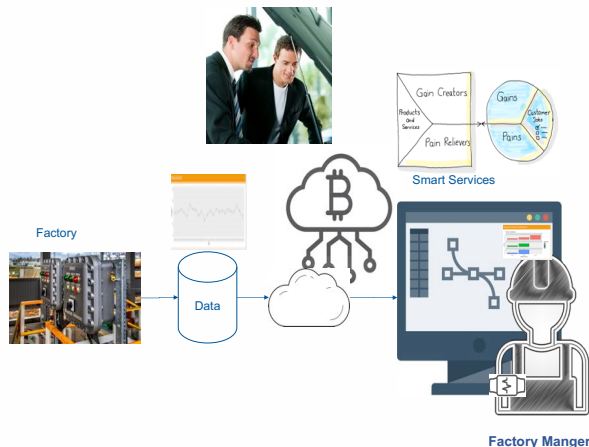 Gain Creators
Gains
Products
and
Services
Customer
Jobs
Pain Relievers
Pains
Smart Services
Factory
Data
Factory Manger